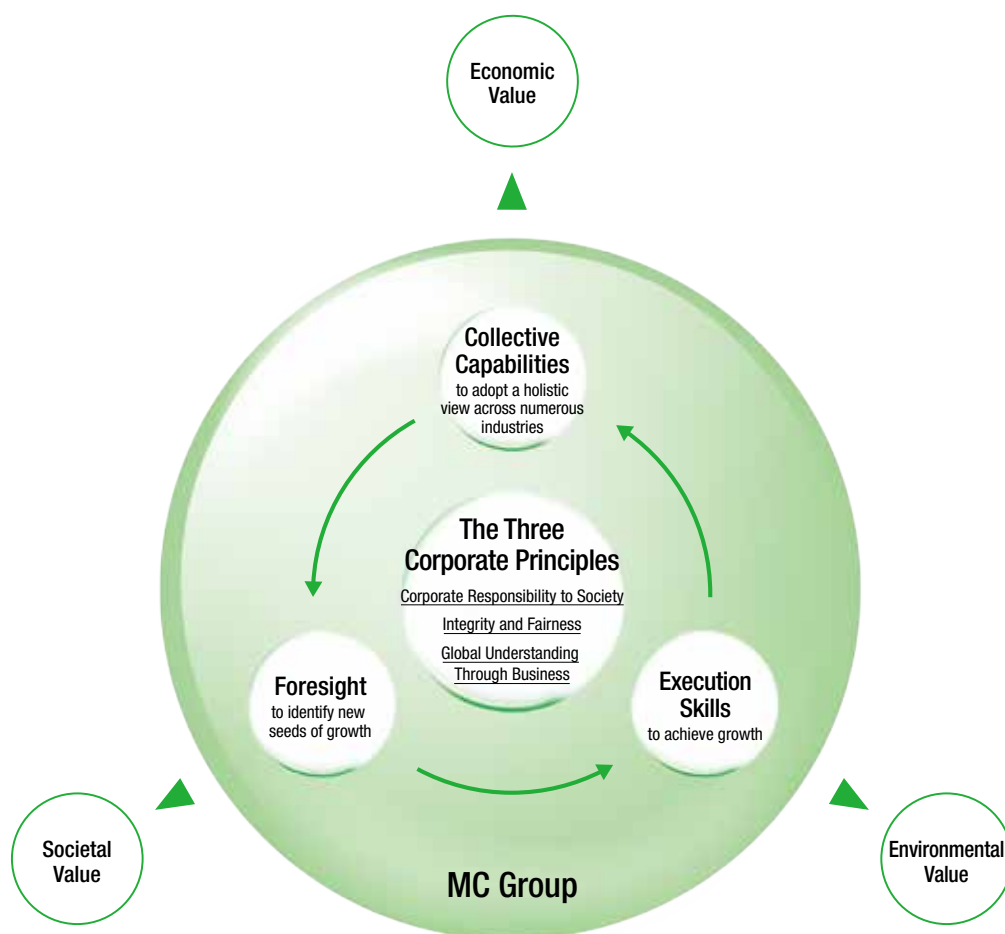 Economic
Value
Collective
Capabilities
to adopt a holistic
view across numerous
industries
The Three
Corporate Principles
Corporate Responsibility to Society
Integrity and Fairness
Global Understanding
Through Business
Foresight
to identify new
seeds of growth
Execution
Skills
to achieve growth
Societal
Value
Environmental
Value
MC Group